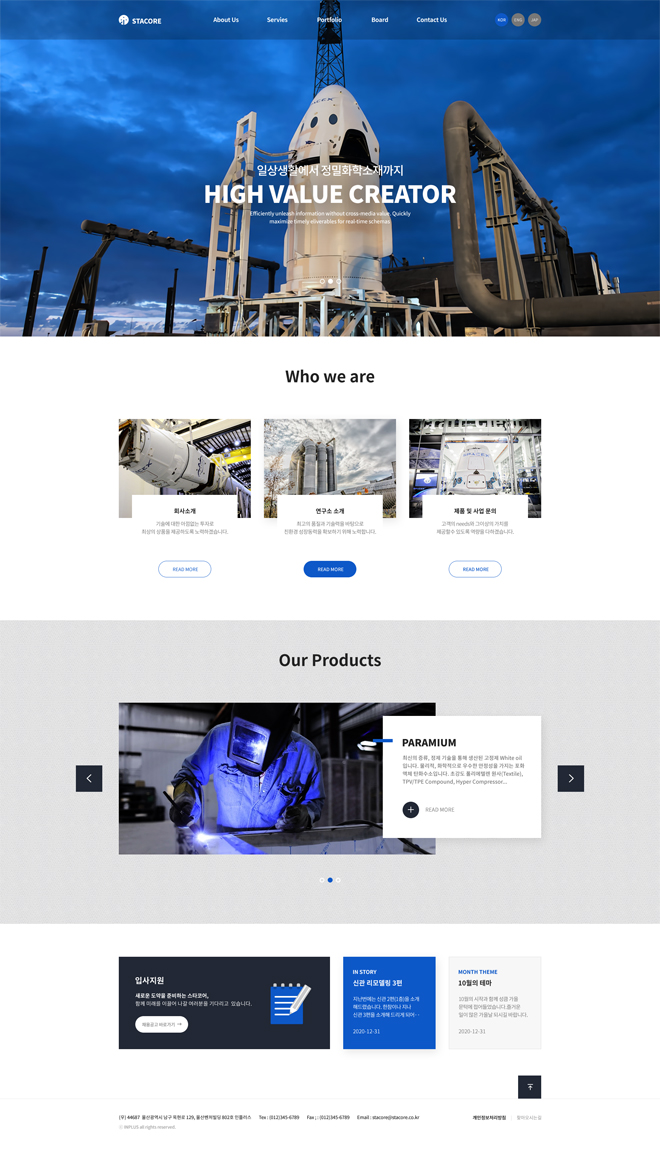 STACORE
About Us
Servies
Portfolio
Board
Contact Us
KOR
ENG
JAP
SPACEX
일상생활에서 정밀화학소재까지
HIGH VALUE CREATOR
Efficiently unleash information without cross-media value. Quickly
maximize timely eliverables for real-time schemas.
Who we are
회사소개
기술에 대한 아낌없는 투자로
최상의 상품을 제공하도록 노력하겠습니다.
READ MORE
연구소 소개
최고의 품질과 기술력을 바탕으로
친환경 성장동력을 확보하기 위해 노력합니다.
READ MORE
제품 및 사업 문의
고객의 needs와 그 이상의 가치를
제공할수 있도록 역량을 다하겠습니다.
READ MORE
Our Products
PARAMIUM
최신의 증류, 정제 기술을 통해 생산된 고정제 White oil
입니다. 물리적, 화학적으로 우수한 안정성을 가지는 포화
액체 탄화수소입니다. 초강도 폴리에틸렌 원사(Textile),
TPV/TPE Compound, Hyper Compressor...
READ MORE
입사지원
새로운 도약을 준비하는 스타코어,
함께 미래를 이끌어 나갈 여러분을 기다리고 있습니다.
채용공고 바로가기 →
IN STORY
신관 리모델링 3편
지난번에는 신관 2편(1층)을 소개
해드렸습니다. 한참이나 지나
신관 3편을 소개해 드리게 되어···
2020-12-31
MONTH THEME
10월의 테마
10월의 시작과 함께 성큼 가을
문턱에 접어들었습니다. 즐거운
일이 많은 가을날 되시길 바랍니다.
2020-12-31
(우) 44687 울산광역시 남구 옥현로 129, 울산벤처빌딩 802호 인플러스 Tex : (012)345-6789 Fax ; : (012)345-6789 Email : stacore@stacore.co.kr
개인정보처리방침
찾아오시는길
© INPLUS all rights reserved.